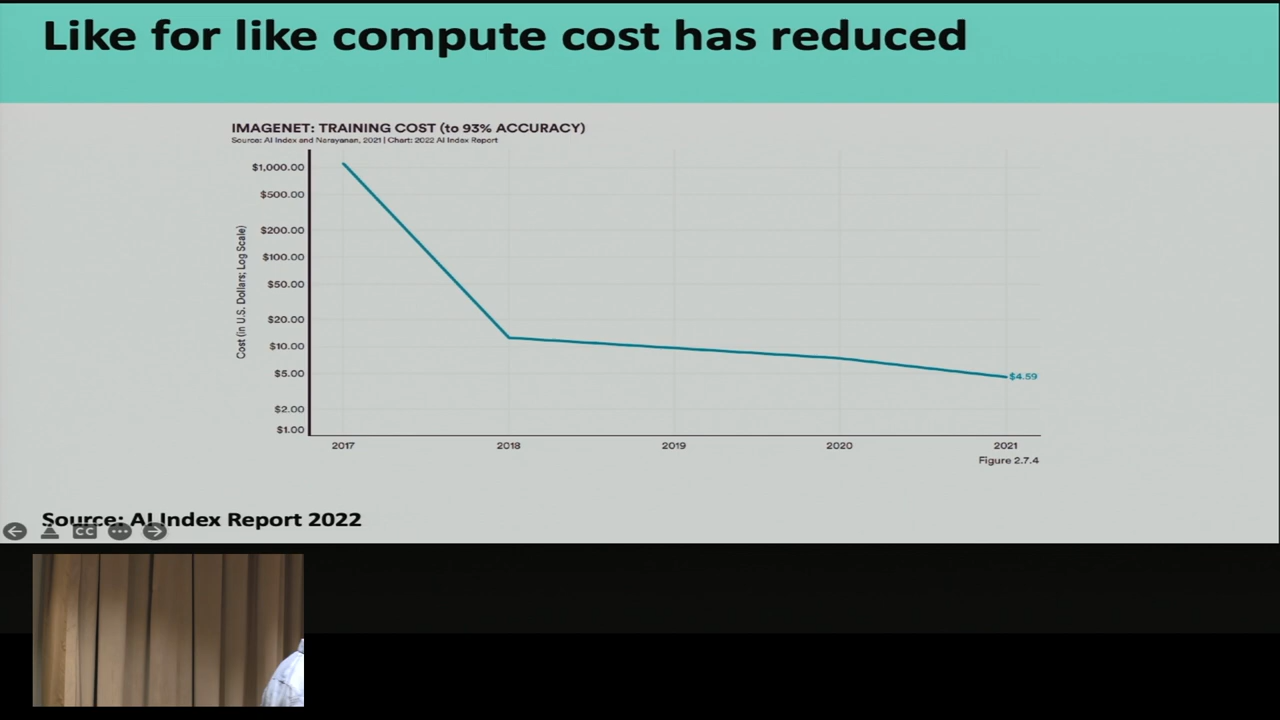 Like for like compute cost has reduced
IMAGENET: TRAINING COST (to 93% ACCURACY)
Source: AI Index and Narayanan, 2021 | Chart: 2022 AI Index Report
Cost (in U.S. Dollars; Log Scale)
$1,000.00
$500.00
$200.00
$100.00
$50.00
$20.00
$10.00
$5.00
$2.00
$1.00
$4.59
2017 2018 2019 2020 2021
Figure 2.7.4
Source: AI Index Report 2022
CC